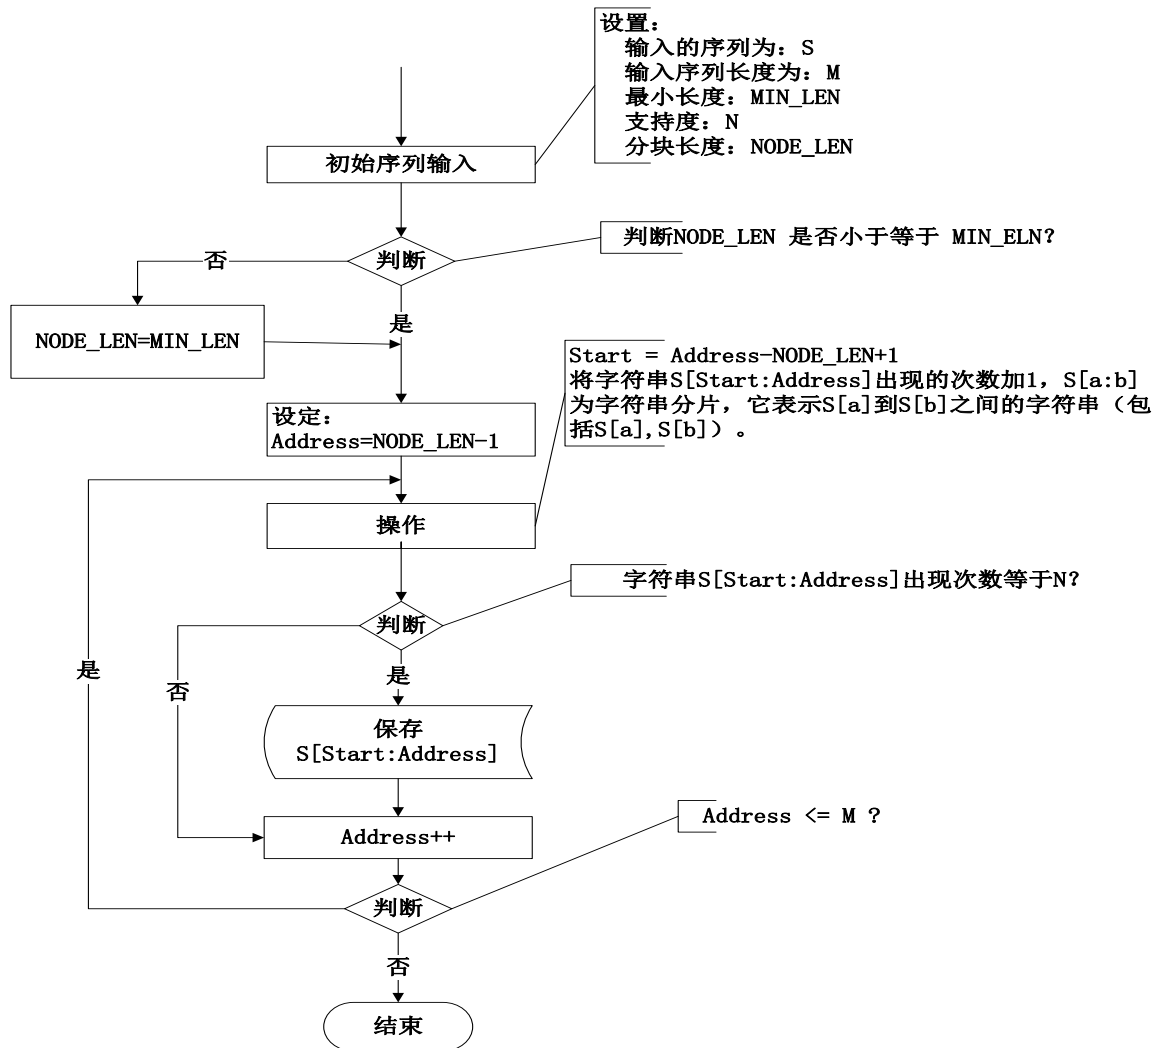 设置：
输入的序列为：S
输入序列长度为：M
最小长度：MIN_LEN
支持度：N
分块长度：NODE_LEN
初始序列输入
判断NODE_LEN 是否小于等于 MIN_ELN？
判断
否
是
NODE_LEN=MIN_LEN
Start = Address-NODE_LEN+1
将字符串S[Start:Address]出现的次数加1，S[a:b]
为字符串分片，它表示S[a]到S[b]之间的字符串（包
括S[a],S[b]）。
设定：
Address=NODE_LEN-1
操作
字符串S[Start:Address]出现次数等于N？
判断
是
是
否
保存
S[Start:Address]
Address <= M ？
Address++
判断
否
结束